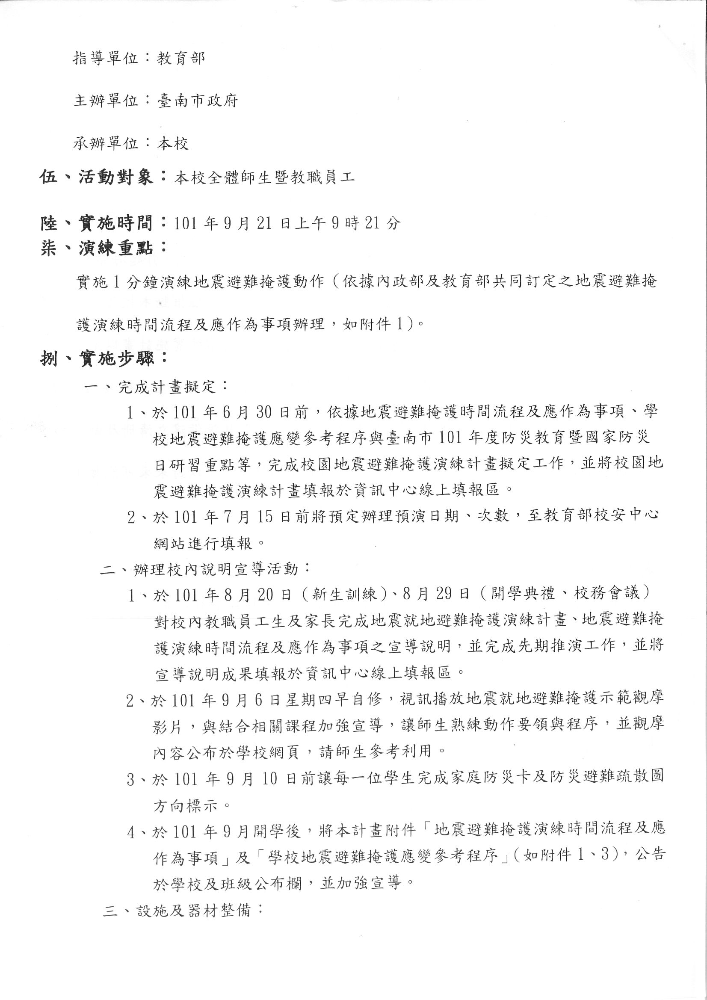 指導單位：教育部
主辦單位：臺南市政府
承辦單位：本校
伍、活動對象：本校全體師生暨教職員工
陸、實施時間：101 年 9 月 21 日上午 9 時 21 分
柒、演練重點：
實施 1 分鐘演練地震避難掩護動作（依據內政部及教育部共同訂定之地震避難掩
護演練時間流程及應作為事項辦理，如附件 1）。
捌、實施步驟：
一、完成計畫擬定：
1、於 101 年 6 月 30 日前，依據地震避難掩護時間流程及應作為事項、學
校地震避難掩護應變參考程序與臺南市 101 年度防災教育暨國家防災
日研習重點等，完成校園地震避難掩護演練計畫擬定工作，並將校園地
震避難掩護演練計畫填報於資訊中心線上填報區。
2、於 101 年 7 月 15 日前將預定辦理預演日期、次數，至教育部校安中心
網站進行填報。
二、辦理校內說明宣導活動：
1、於 101 年 8 月 20 日（新生訓練）、8 月 29 日（開學典禮、校務會議）
對校內教職員工生及家長完成地震就地避難掩護演練計畫、地震避難掩
護演練時間流程及應作為事項之宣導說明，並完成先期推演工作，並將
宣導說明成果填報於資訊中心線上填報區。
2、於 101 年 9 月 6 日星期四早自修，視訊播放地震就地避難掩護示範觀摩
影片，與結合相關課程加強宣導，讓師生熟練動作要領與程序，並觀摩
內容公布於學校網頁，請師生參考利用。
3、於 101 年 9 月 10 日前讓每一位學生完成家庭防災卡及防災避難疏散圖
方向標示。
4、於 101 年 9 月開學後，將本計畫附件「地震避難掩護演練時間流程及應
作為事項」及「學校地震避難掩護應變參考程序」（如附件 1、3），公告
於學校及班級公布欄，並加強宣導。
三、設施及器材整備：